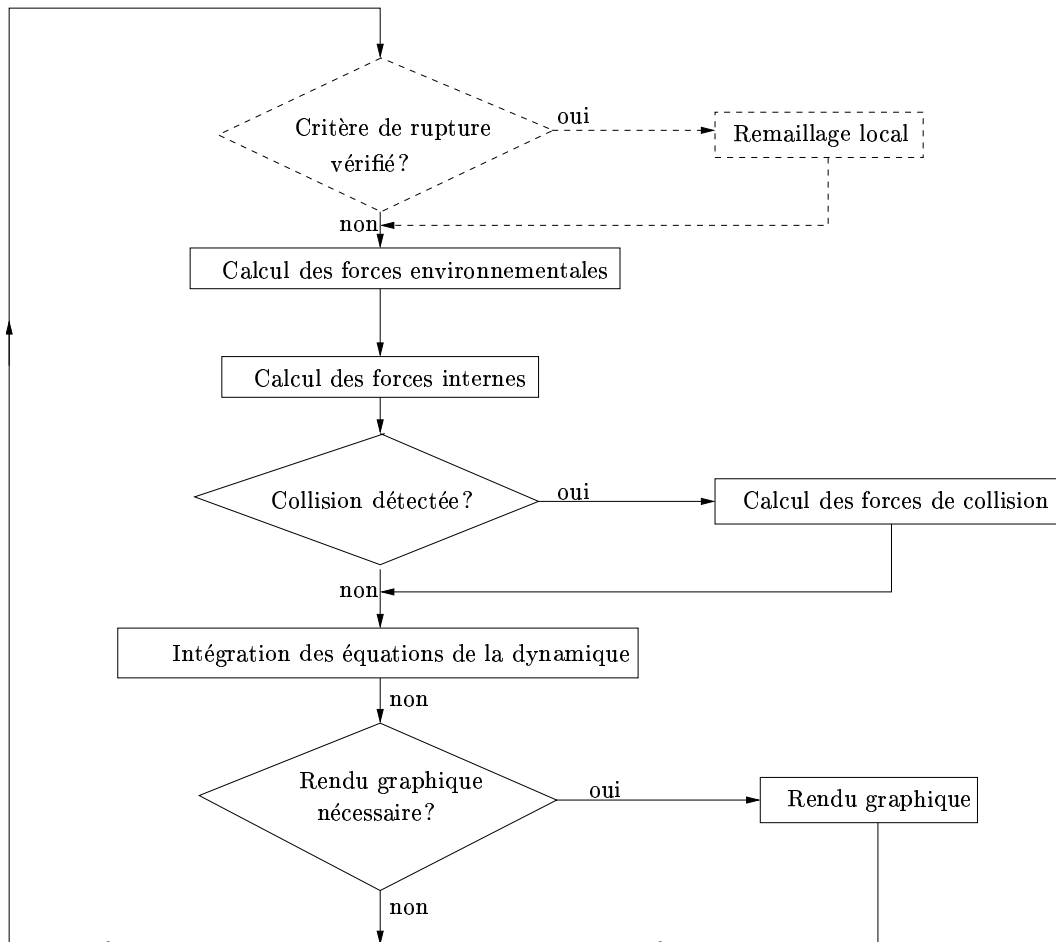 oui
Critère de rupture
vérifié?
Remaillage local
non
Calcul des forces environnementales
Calcul des forces internes
oui
Collision détectée?
Calcul des forces de collision
non
Intégration des équations de la dynamique
non
Rendu graphique
nécessaire?
oui
Rendu graphique
non